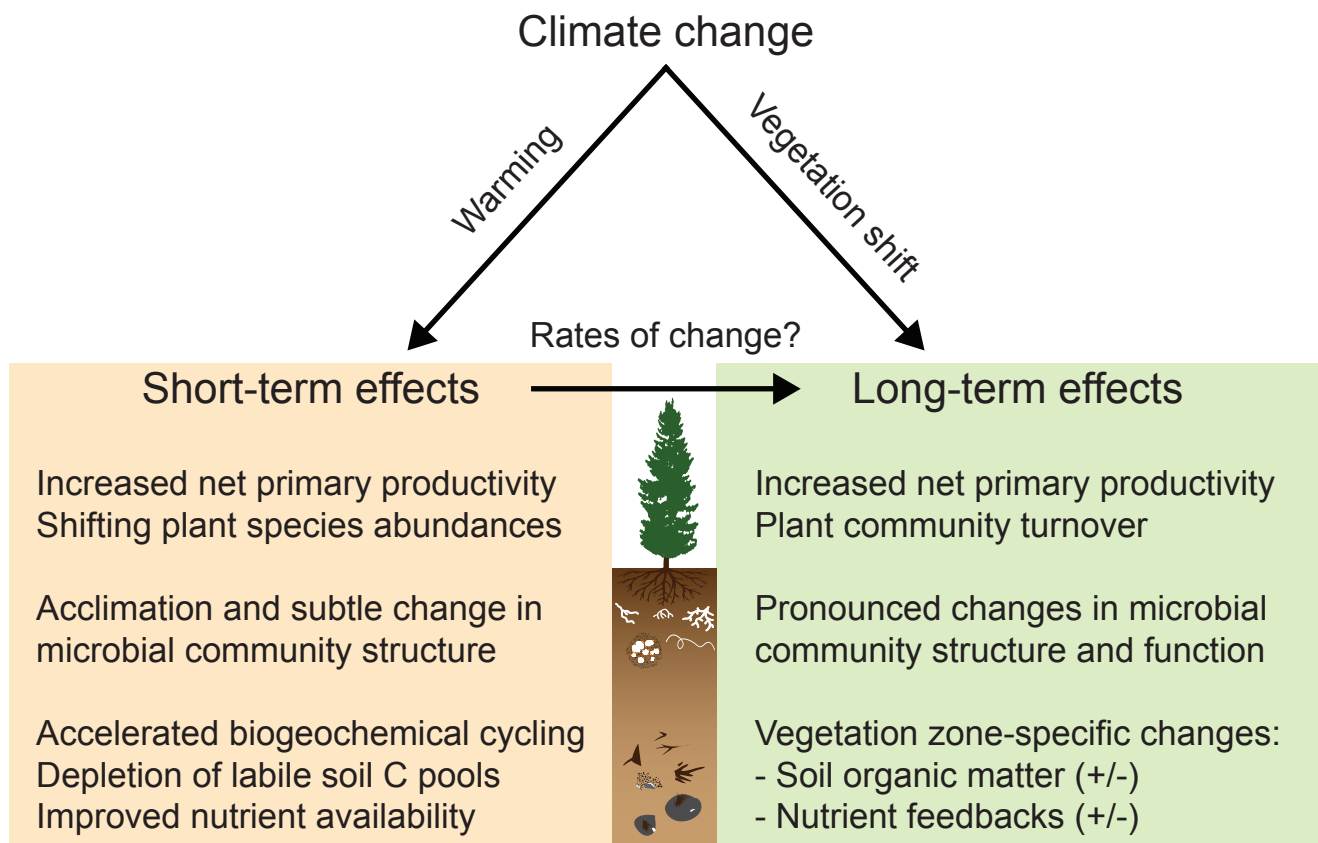 Climate change
Warming
Vegetation shift
Rates of change?
Short-term effects
Increased net primary productivity
Shifting plant species abundances
Acclimation and subtle change in
microbial community structure
Accelerated biogeochemical cycling
Depletion of labile soil C pools
Improved nutrient availability
Long-term effects
Increased net primary productivity
Plant community turnover
Pronounced changes in microbial
community structure and function
Vegetation zone-specific changes:
- Soil organic matter (+/-)
- Nutrient feedbacks (+/-)